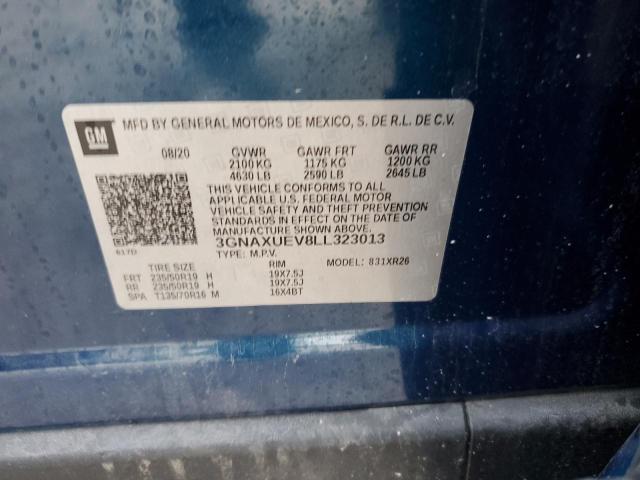 GM MFD BY GENERAL MOTORS DE MEXICO, S. DE R.L. DE C.V.
08/20 GVWR GAWR FRT GAWR RR
2100 KG 1175 KG 1200 KG
4630 LB 2590 LB 2645 LB
THIS VEHICLE CONFORMS TO ALL
APPLICABLE U.S. FEDERAL MOTOR
VEHICLE SAFETY AND THEFT
PREVENTION STANDARDS IN EFFECT
ON THE DATE OF MANUFACTURE
SHOWN ABOVE.
3GNAXUEV8LL323013
617D TYPE: M.P.V. MODEL: 831XR26
TIRE SIZE RIM
FRT 235/50R19 H 19X7.5J
RR 235/50R19 H 19X7.5J
SPA T135/70R16 M 16X4BT